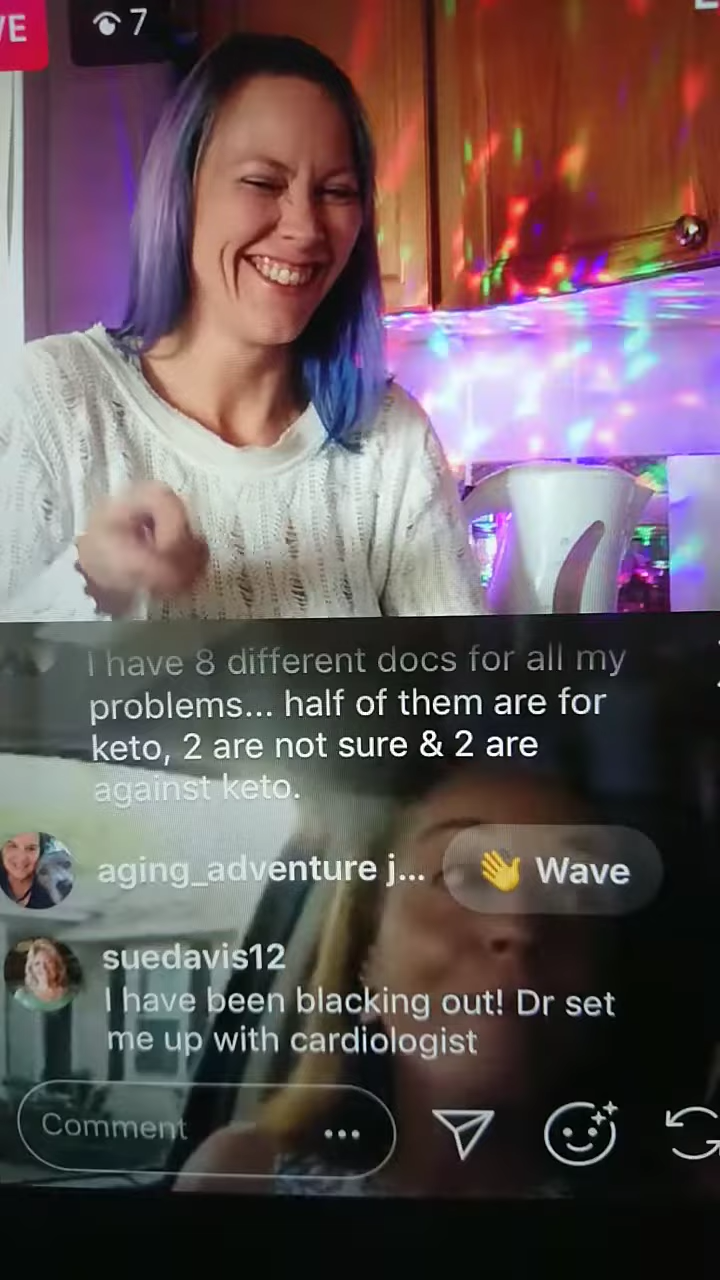 VE
7
I have 8 different docs for all my
problems... half of them are for
keto, 2 are not sure & 2 are
against keto.
aging_adventure j...
👋 Wave
suedavis12
I have been blacking out! Dr set
me up with cardiologist
Comment